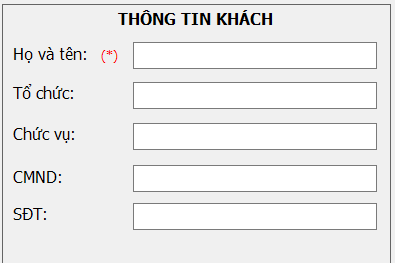 THÔNG TIN KHÁCH
Họ và tên: (*)
Tổ chức:
Chức vụ:
CMND:
SĐT: